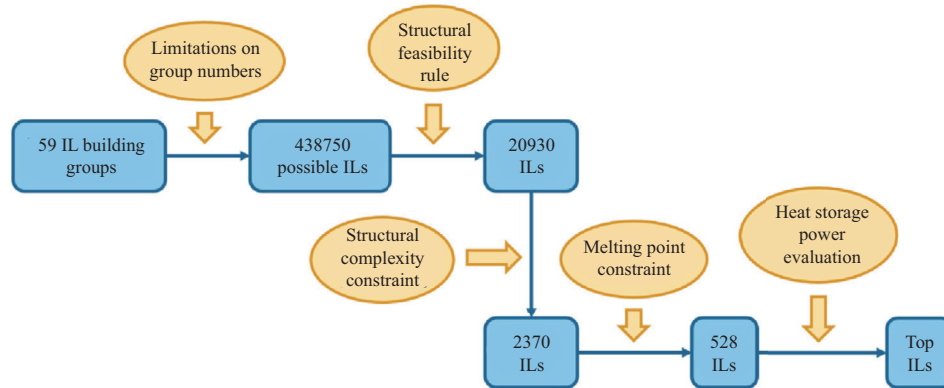 Limitations on
group numbers
Structural
feasibility
rule
59 IL building
groups
438750
possible ILs
20930
ILs
Structural
complexity
constraint
Melting point
constraint
Heat storage
power
evaluation
2370
ILs
528
ILs
Top
ILs